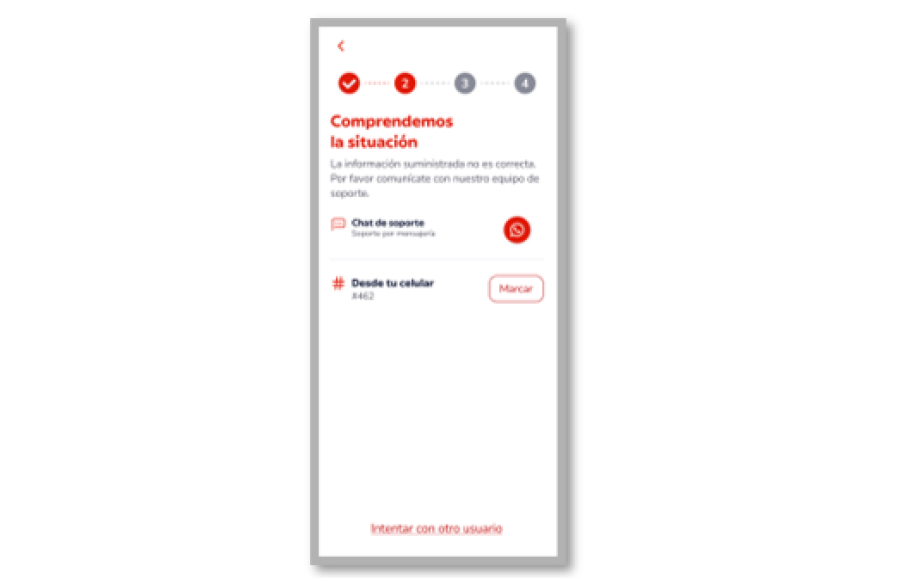 2
3
4
Comprendemos
la situación
La información suministrada no es correcta.
Por favor comunícate con nuestro equipo de
soporte.
Chat de soporte
Soporte por mensajería
Desde tu celular
#462
Marcar
Intentar con otro usuario